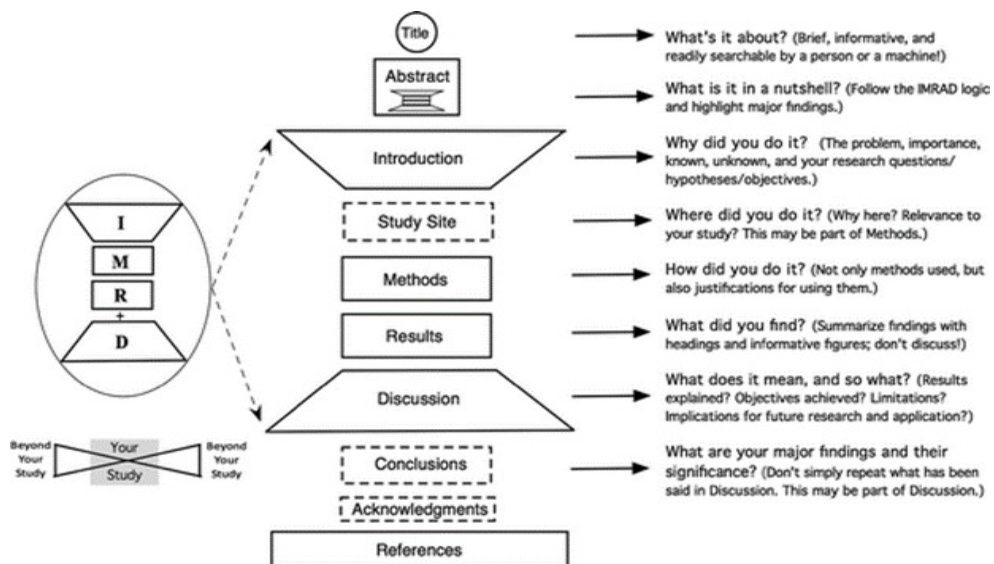 Title
What's it about? (Brief, informative, and
readily searchable by a person or a machine!)
Abstract
What is it in a nutshell? (Follow the IMRAD logic
and highlight major findings.)
Introduction
Why did you do it? (The problem, importance,
known, unknown, and your research questions/
hypotheses/objectives.)
Study Site
Where did you do it? (Why here? Relevance to
your study? This may be part of Methods.)
Methods
How did you do it? (Not only methods used, but
also justifications for using them.)
Results
What did you find? (Summarize findings with
headings and informative figures; don't discuss!)
Discussion
What does it mean, and so what? (Results
explained? Objectives achieved? Limitations?
Implications for future research and application?)
Conclusions
What are your major findings and their
significance? (Don't simply repeat what has been
said in Discussion. This may be part of Discussion.)
Acknowledgments
References
I
M
R
+
D
Beyond
Your
Study
Your
Study
Beyond
Your
Study